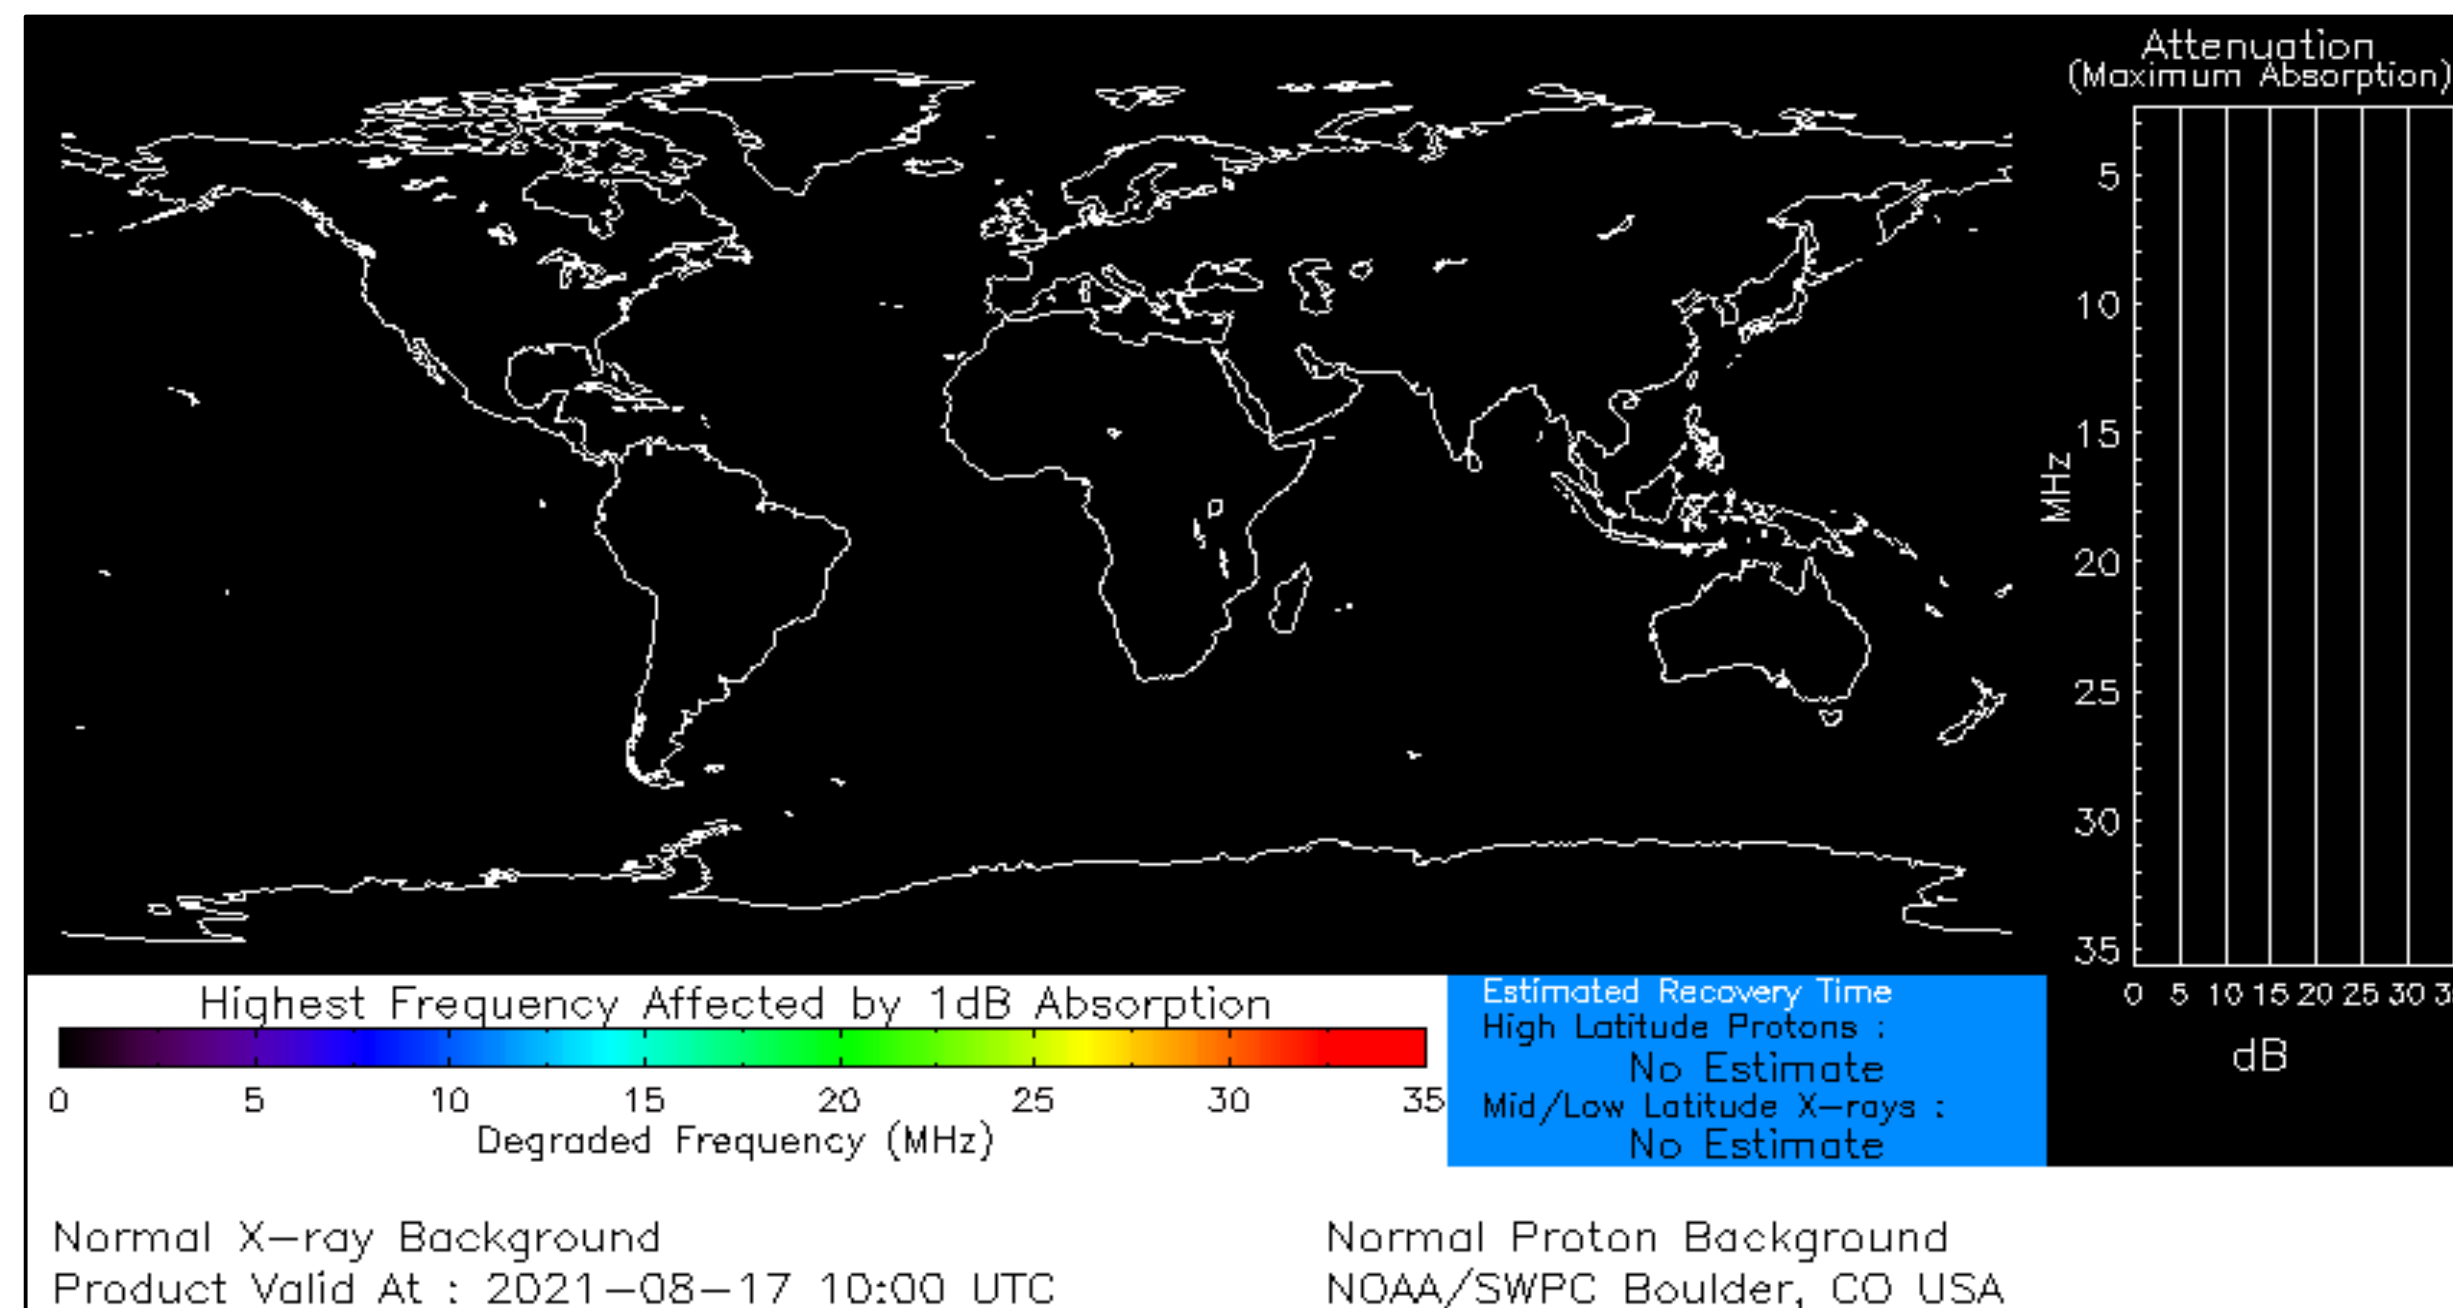 Attenuation
(Maximum Absorption)
5
10
15
20
25
30
35
MHz
0 5 10 15 20 25 30
dB
Highest Frequency Affected by 1dB Absorption
0 5 10 15 20 25 30 35
Degraded Frequency (MHz)
Estimated Recovery Time
High Latitude Protons :
No Estimate
Mid/Low Latitude X-rays :
No Estimate
Normal X-ray Background
Normal Proton Background
Product Valid At : 2021-08-17 10:00 UTC
NOAA/SWPC Boulder, CO USA